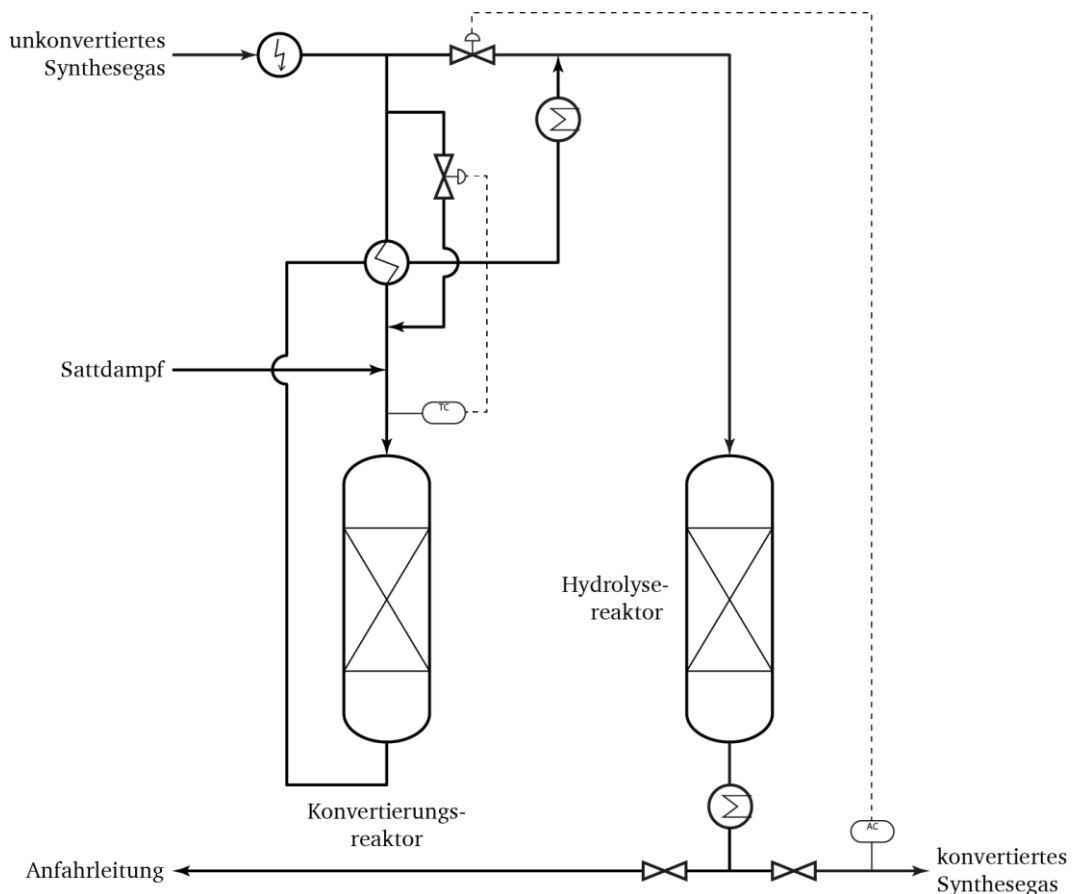 unkonvertiertes
Synthesegas
Sattdampf
TC
Hydrolyse-
reaktor
Konvertierungs-
reaktor
AC
Anfahrleitung
konvertiertes
Synthesegas